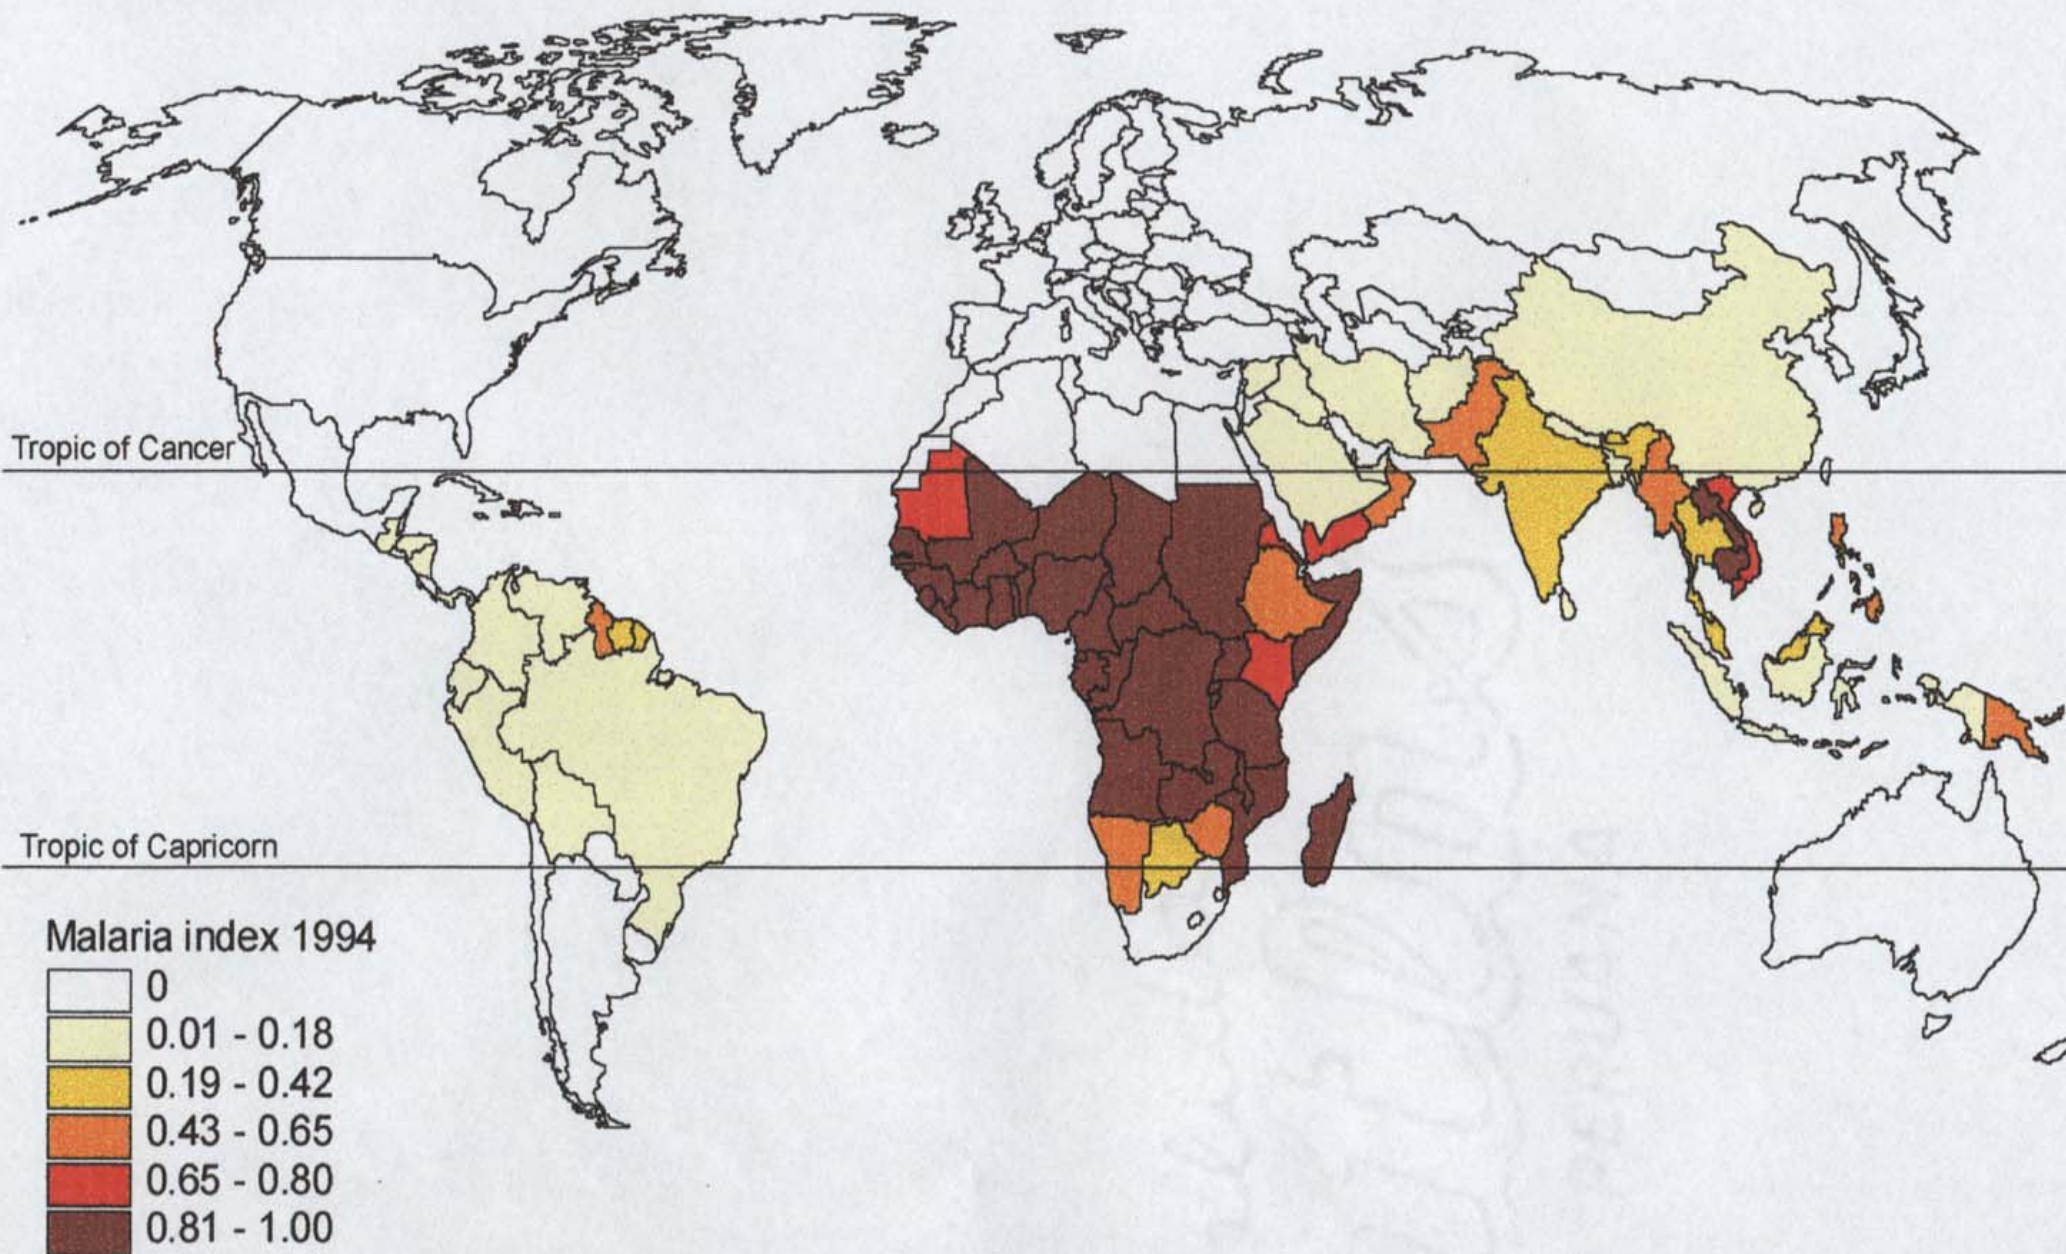 Tropic of Cancer
Tropic of Capricorn
Malaria index 1994
0
0.01 - 0.18
0.19 - 0.42
0.43 - 0.65
0.65 - 0.80
0.81 - 1.00